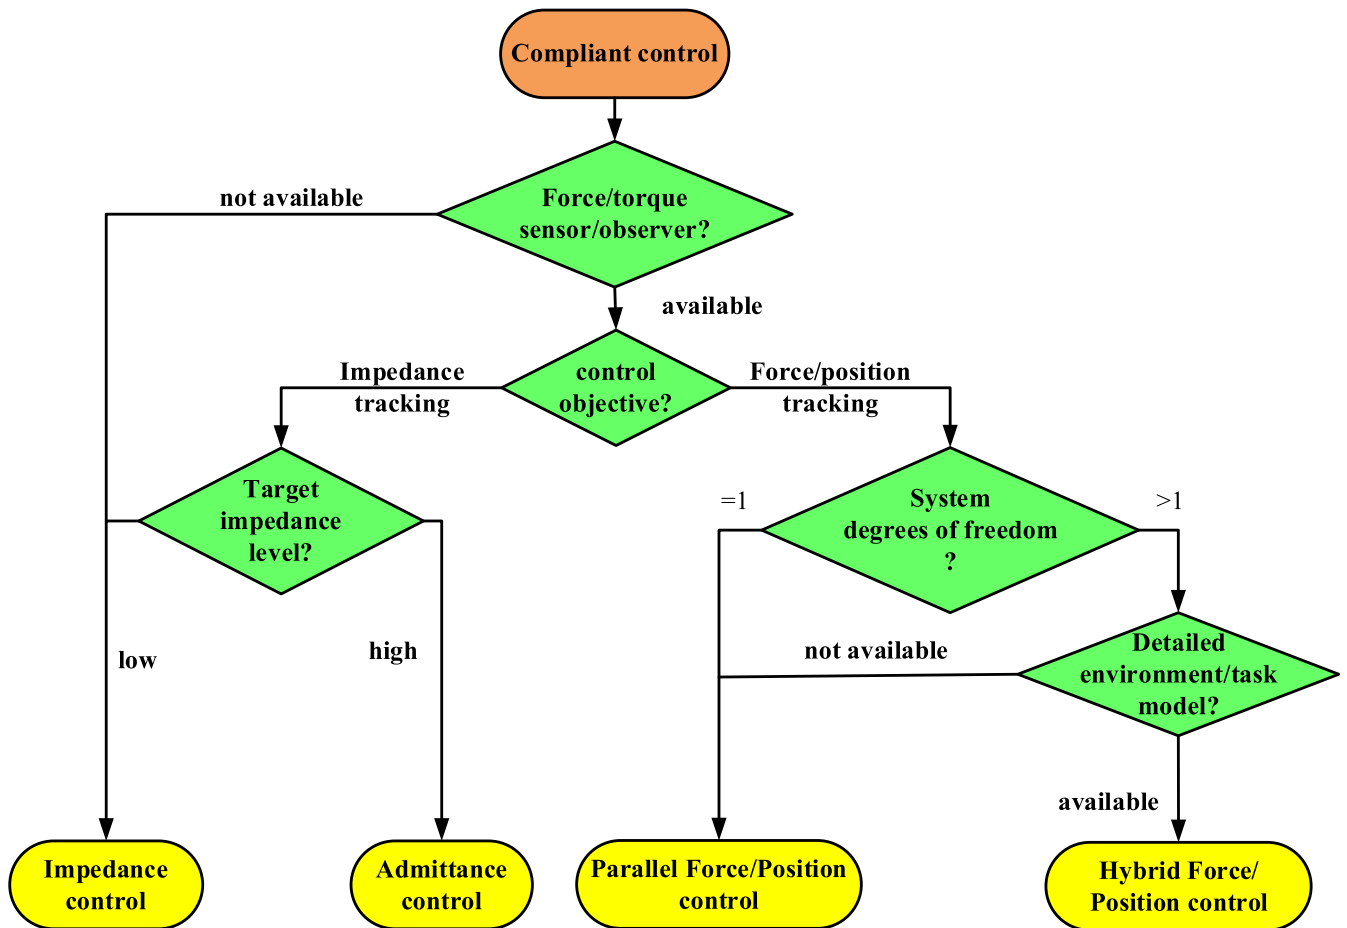 Compliant control
not available
Force/torque
sensor/observer?
available
Impedance
tracking
control
objective?
Force/position
tracking
Target
impedance
level?
=1
System
degrees of freedom
?
>1
low
high
not available
Detailed
environment/task
model?
available
Impedance
control
Admittance
control
Parallel Force/Position
control
Hybrid Force/
Position control